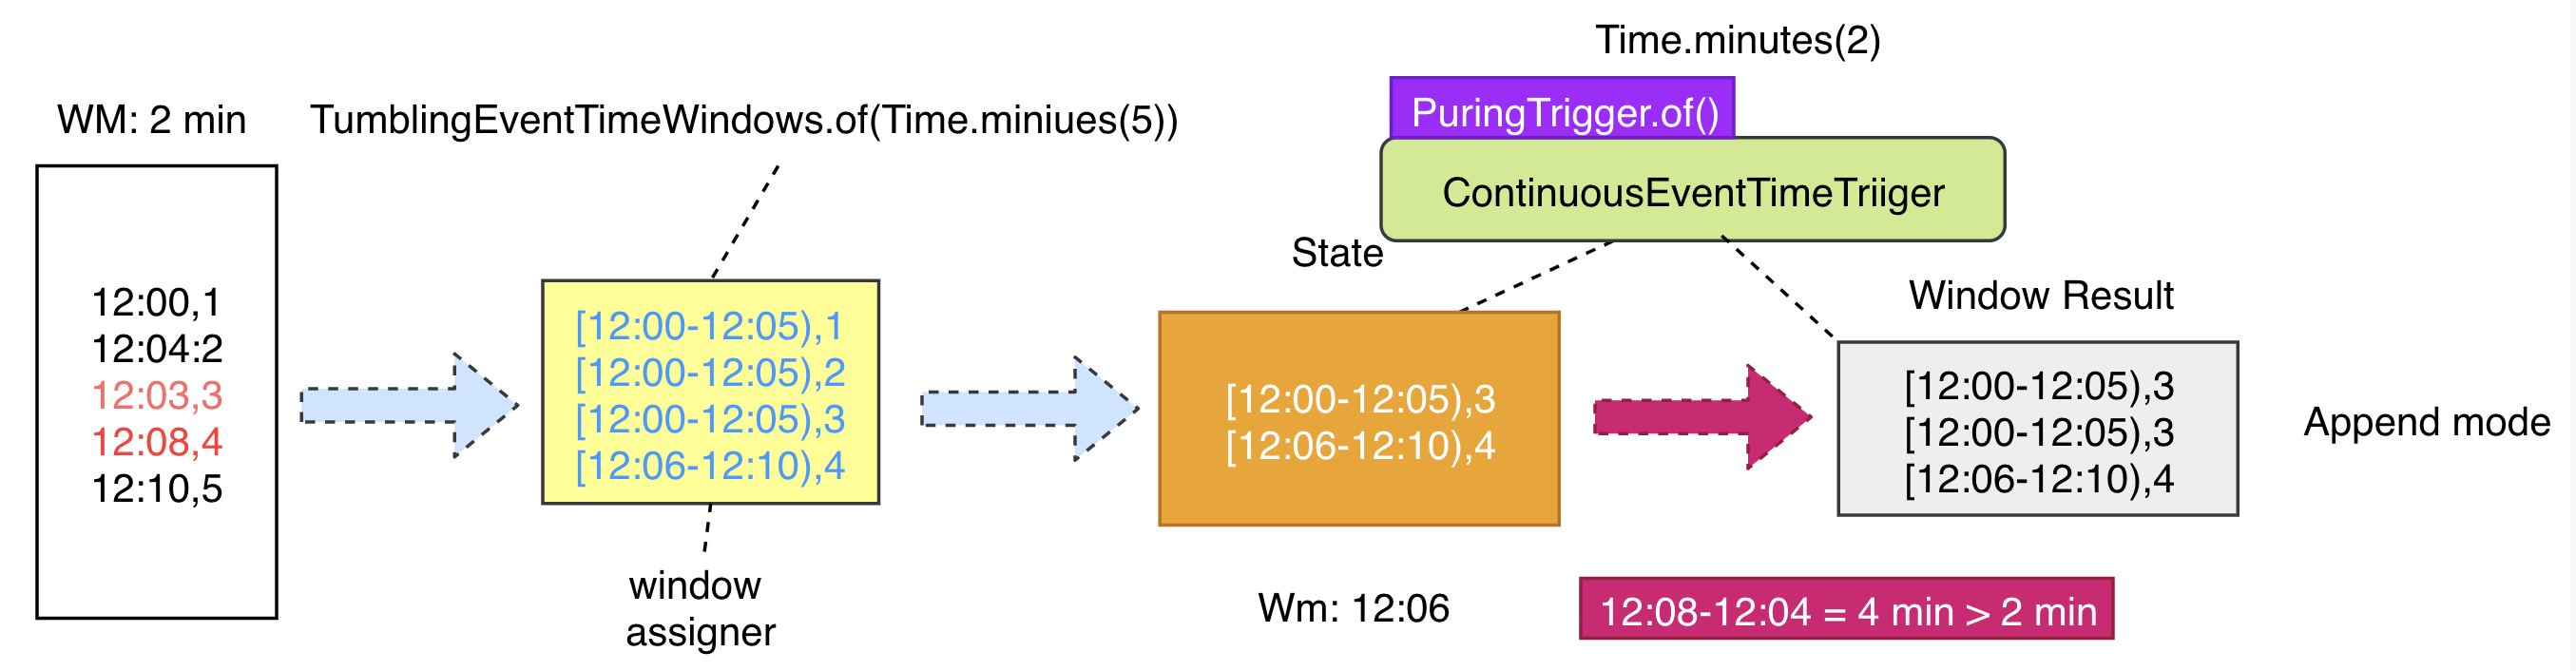 WM: 2 min
12:00,1
12:04:2
12:03,3
12:08,4
12:10,5
TumblingEventTimeWindows.of(Time.miniues(5))
[12:00-12:05),1
[12:00-12:05),2
[12:00-12:05),3
[12:06-12:10),4
window
assigner
Time.minutes(2)
PuringTrigger.of()
ContinuousEventTimeTriiger
State
[12:00-12:05),3
[12:06-12:10),4
Wm: 12:06
Window Result
[12:00-12:05),3
[12:00-12:05),3
[12:06-12:10),4
12:08-12:04 = 4 min > 2 min
Append mode